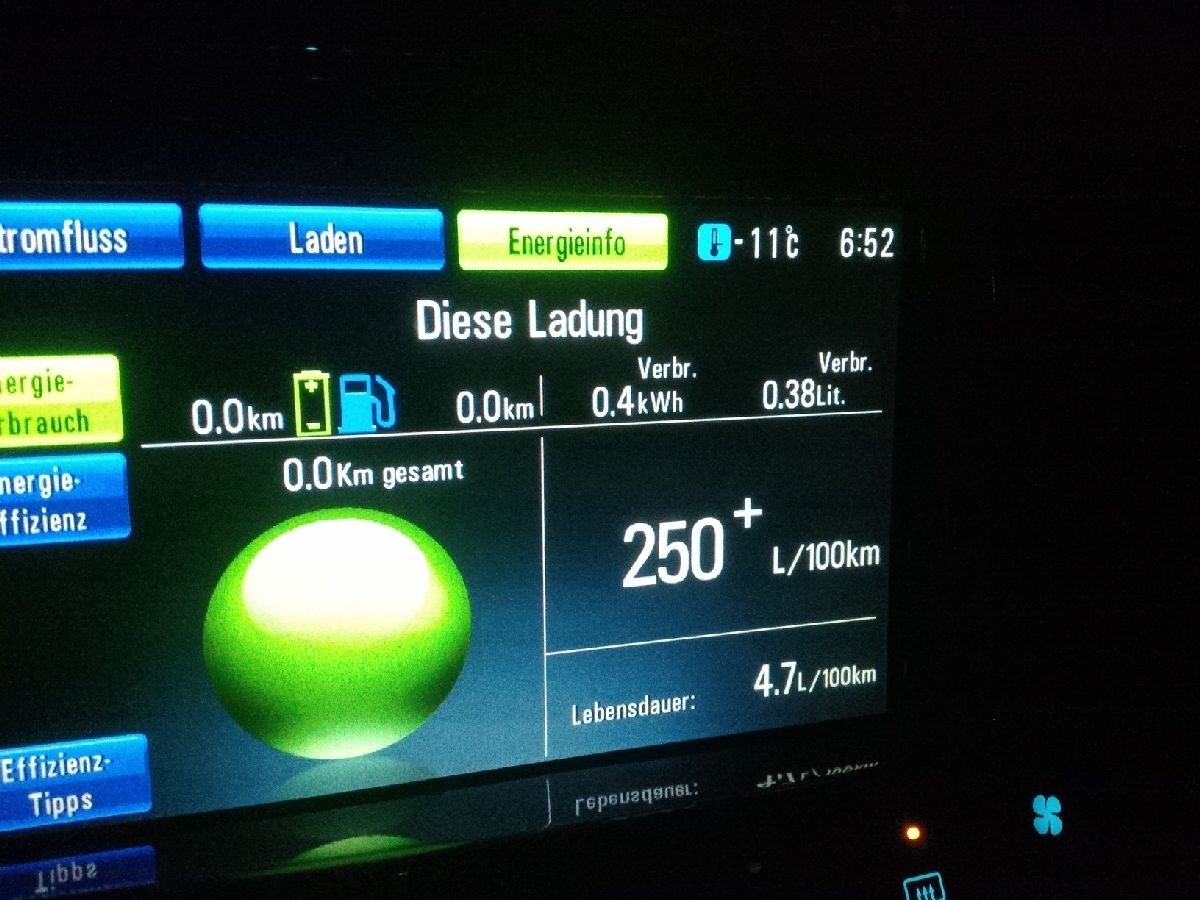 tromfluss Laden Energieinfo -11°C 6:52
Diese Ladung
ergie-
rbrauch
0.0km 0.0km
Verbr.
0.4kWh
Verbr.
0.38Lit.
0.0Km gesamt
nergie-
ffizienz
250+ L/100km
Lebensdauer: 4.7L/100km
Effizienz-
Tipps